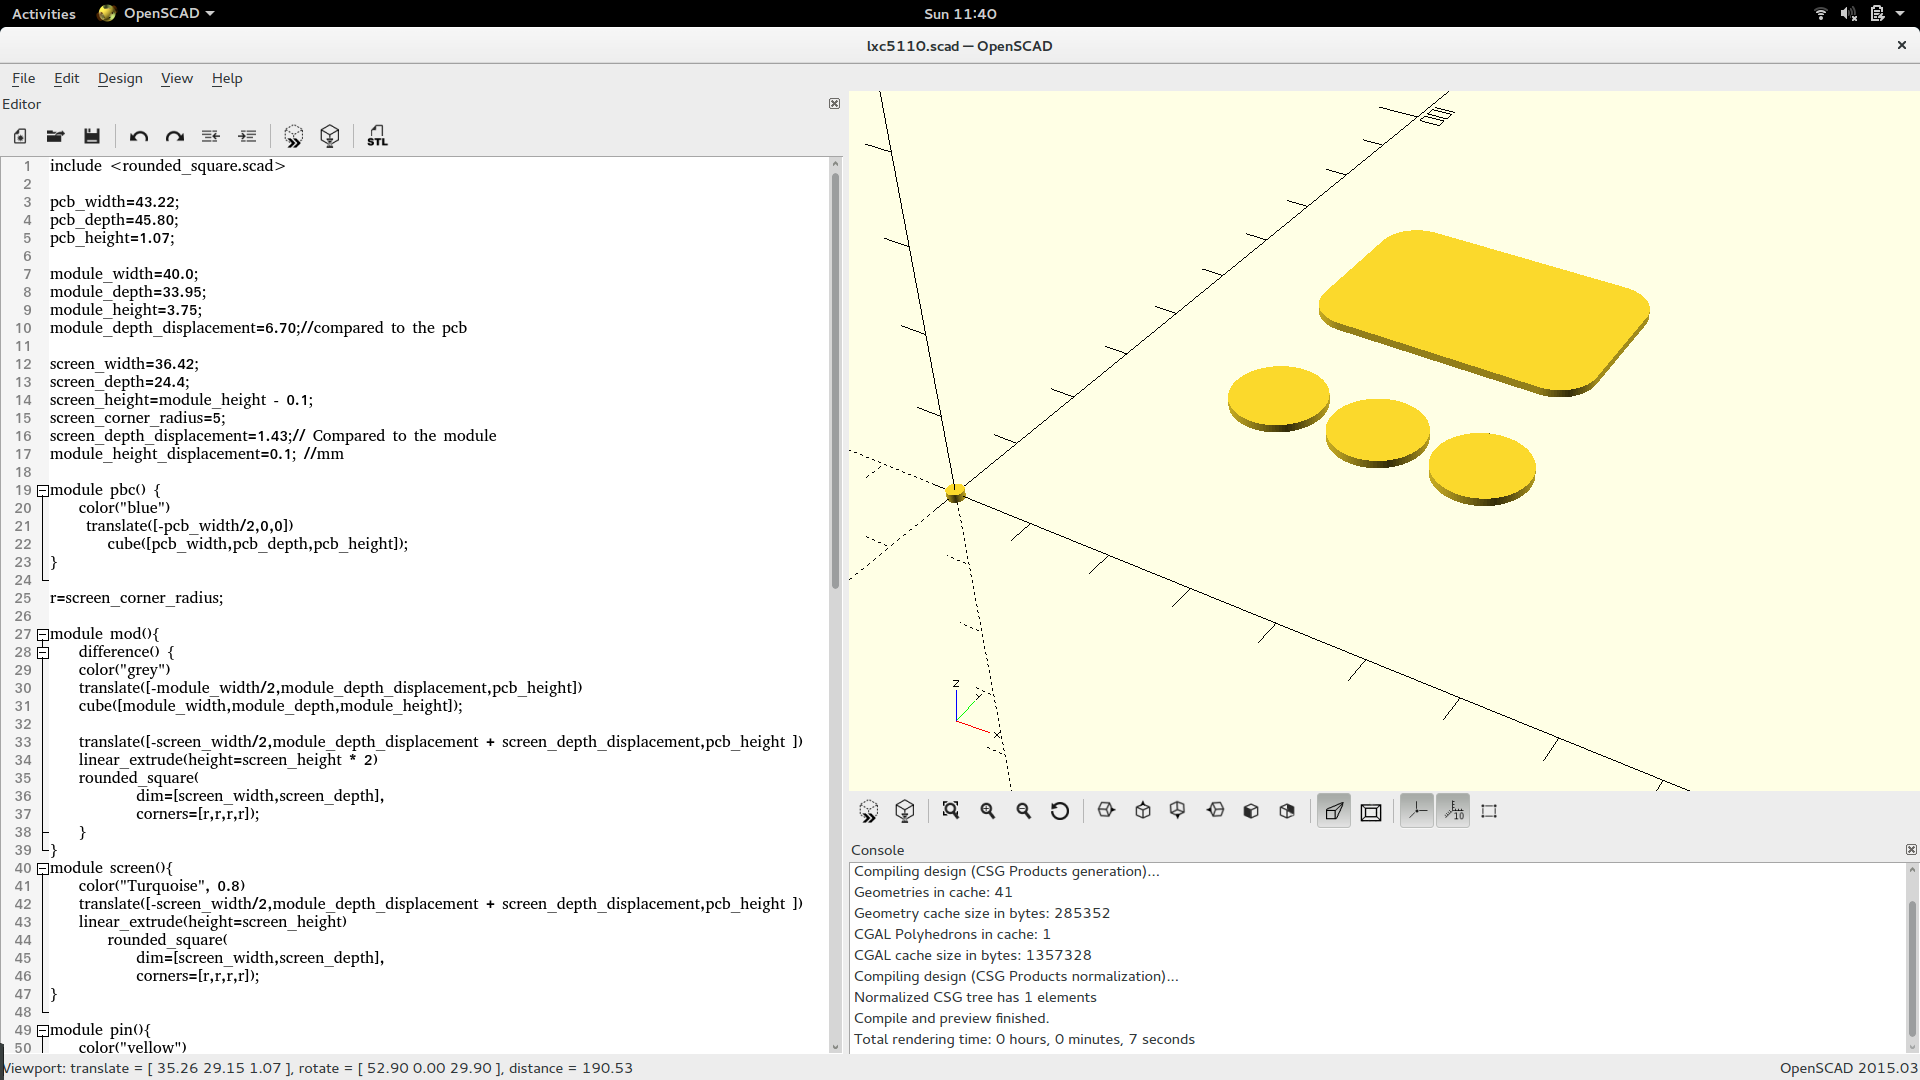 Activities OpenSCAD Sun 11:40
lxc5110.scad — OpenSCAD
File Edit Design View Help
Editor
STL
1 include <rounded_square.scad>
2
3 pcb_width=43.22;
4 pcb_depth=45.80;
5 pcb_height=1.07;
6
7 module_width=40.0;
8 module_depth=33.95;
9 module_height=3.75;
10 module_depth_displacement=6.70;//compared to the pcb
11
12 screen_width=36.42;
13 screen_depth=24.4;
14 screen_height=module_height - 0.1;
15 screen_corner_radius=5;
16 screen_depth_displacement=1.43;// Compared to the module
17 module_height_displacement=0.1; //mm
18
19 module pbc() {
20 color("blue")
21 translate([-pcb_width/2,0,0])
22 cube([pcb_width,pcb_depth,pcb_height]);
23 }
24
25 r=screen_corner_radius;
26
27 module mod(){
28 difference() {
29 color("grey")
30 translate([-module_width/2,module_depth_displacement,pcb_height])
31 cube([module_width,module_depth,module_height]);
32
33 translate([-screen_width/2,module_depth_displacement + screen_depth_displacement,pcb_height ])
34 linear_extrude(height=screen_height * 2)
35 rounded_square(
36 dim=[screen_width,screen_depth],
37 corners=[r,r,r,r]);
38 }
39 }
40 module screen(){
41 color("Turquoise", 0.8)
42 translate([-screen_width/2,module_depth_displacement + screen_depth_displacement,pcb_height ])
43 linear_extrude(height=screen_height)
44 rounded_square(
45 dim=[screen_width,screen_depth],
46 corners=[r,r,r,r]);
47 }
48
49 module pin(){
50 color("yellow")
z
x
10
Console
Compiling design (CSG Products generation)...
Geometries in cache: 41
Geometry cache size in bytes: 285352
CGAL Polyhedrons in cache: 1
CGAL cache size in bytes: 1357328
Compiling design (CSG Products normalization)...
Normalized CSG tree has 1 elements
Compile and preview finished.
Total rendering time: 0 hours, 0 minutes, 7 seconds
Viewport: translate = [ 35.26 29.15 1.07 ], rotate = [ 52.90 0.00 29.90 ], distance = 190.53
OpenSCAD 2015.03